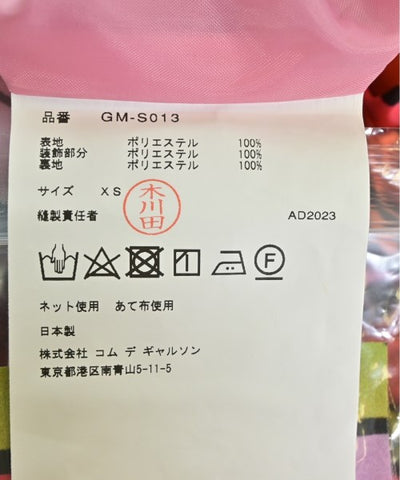 品番 GM-S013
表地 ポリエステル 100%
装飾部分 ポリエステル 100%
裏地 ポリエステル 100%
サイズ XS
木川田
縫製責任者 AD2023
F
ネット使用 あて布使用
日本製
株式会社 コム デ ギャルソン
東京都港区南青山5-11-5